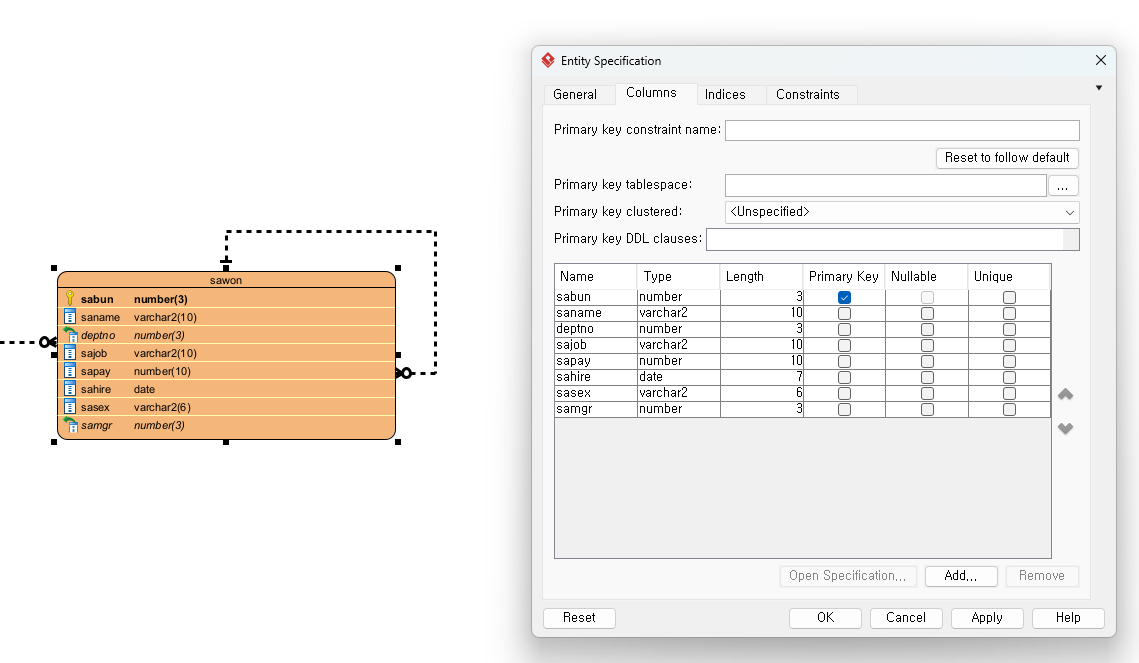 sawon
sabun number(3)
saname varchar2(10)
deptno number(3)
sajob varchar2(10)
sapay number(10)
sahire date
sasex varchar2(6)
samgr number(3)
Entity Specification
General Columns Indices Constraints
Primary key constraint name:
Reset to follow default
Primary key tablespace: ...
Primary key clustered: <Unspecified>
Primary key DDL clauses:
Name Type Length Primary Key Nullable Unique
sabun number 3
saname varchar2 10
deptno number 3
sajob varchar2 10
sapay number 10
sahire date 7
sasex varchar2 6
samgr number 3
Open Specification... Add... Remove
Reset OK Cancel Apply Help